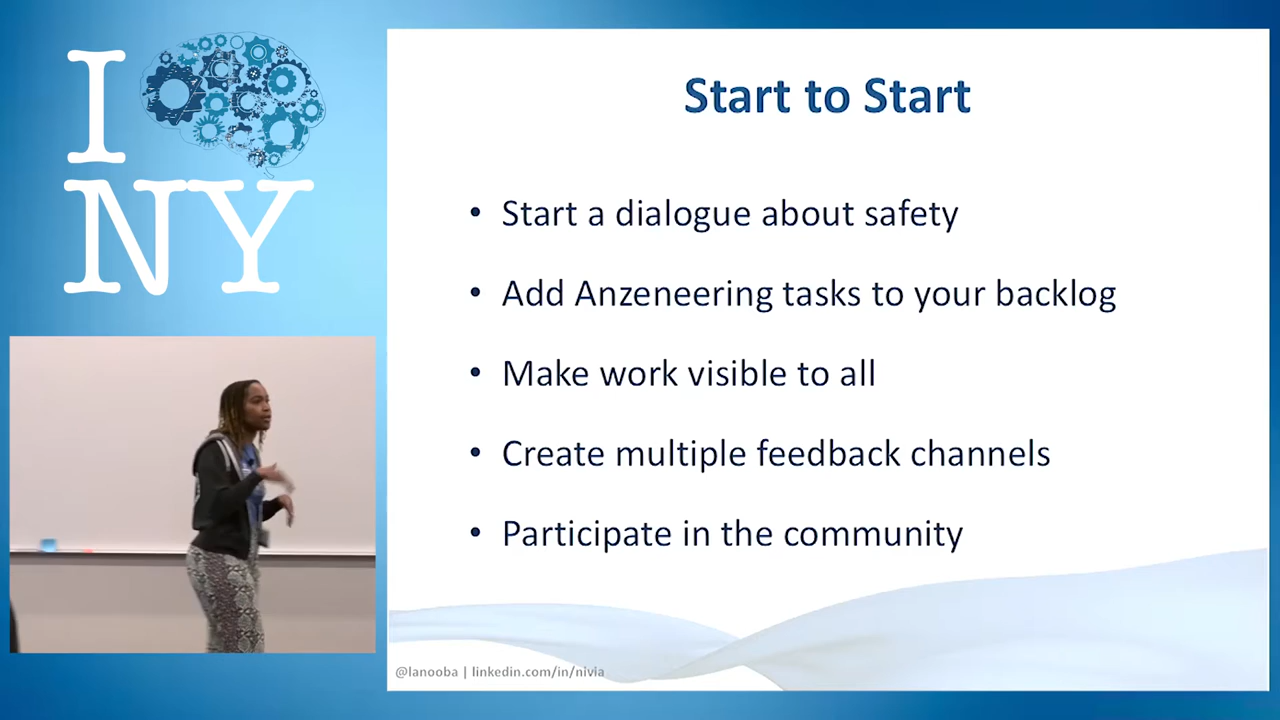 I
NY
Start to Start
• Start a dialogue about safety
• Add Anzeneering tasks to your backlog
• Make work visible to all
• Create multiple feedback channels
• Participate in the community
@lanooba | linkedin.com/in/nivia